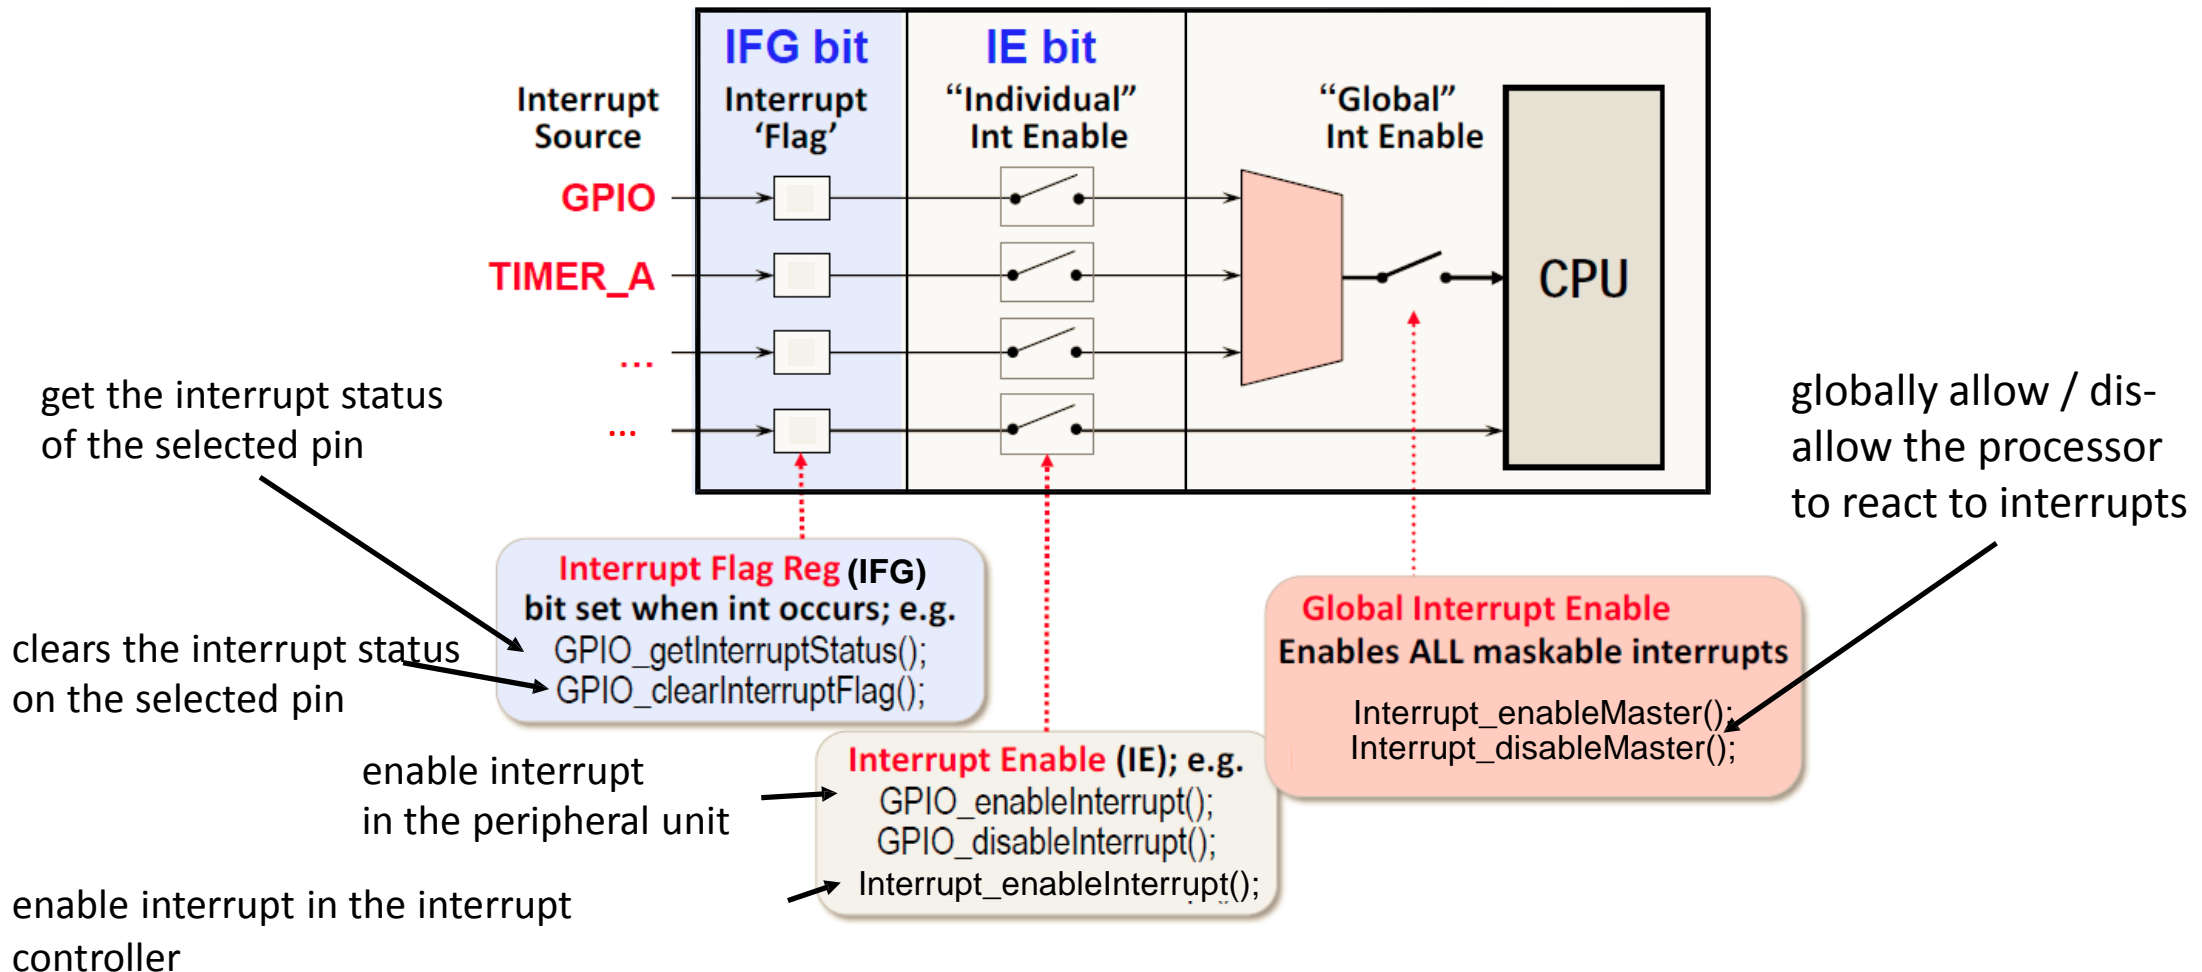 IFG bit
IE bit
Interrupt
Source
Interrupt
‘Flag’
“Individual”
Int Enable
“Global”
Int Enable
GPIO
TIMER_A
...
...
CPU
get the interrupt status
of the selected pin
globally allow / dis-
allow the processor
to react to interrupts
Interrupt Flag Reg (IFG)
bit set when int occurs; e.g.
GPIO_getInterruptStatus();
GPIO_clearInterruptFlag();
clears the interrupt status
on the selected pin
Global Interrupt Enable
Enables ALL maskable interrupts
Interrupt_enableMaster();
Interrupt_disableMaster();
enable interrupt
in the peripheral unit
Interrupt Enable (IE); e.g.
GPIO_enableInterrupt();
GPIO_disableInterrupt();
Interrupt_enableInterrupt();
enable interrupt in the interrupt
controller